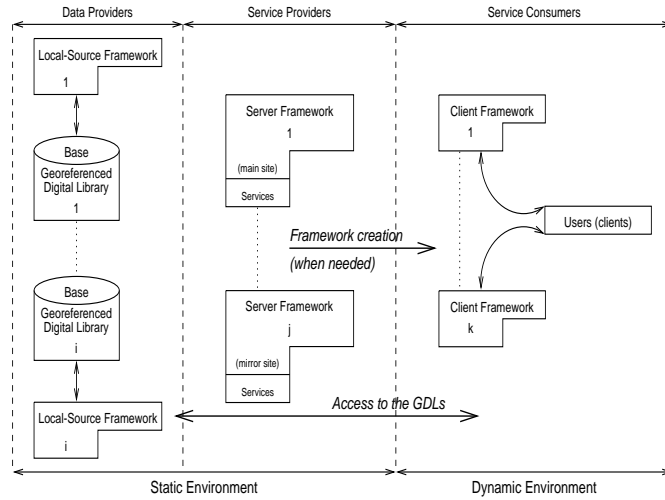 Data Providers
Service Providers
Service Consumers
Local-Source Framework
1
Base
Georeferenced
Digital Library
1
Base
Georeferenced
Digital Library
i
Local-Source Framework
i
Server Framework
1
(main site)
Services
Framework creation
(when needed)
Server Framework
j
(mirror site)
Services
Client Framework
1
Users (clients)
Client Framework
k
Access to the GDLs
Static Environment
Dynamic Environment